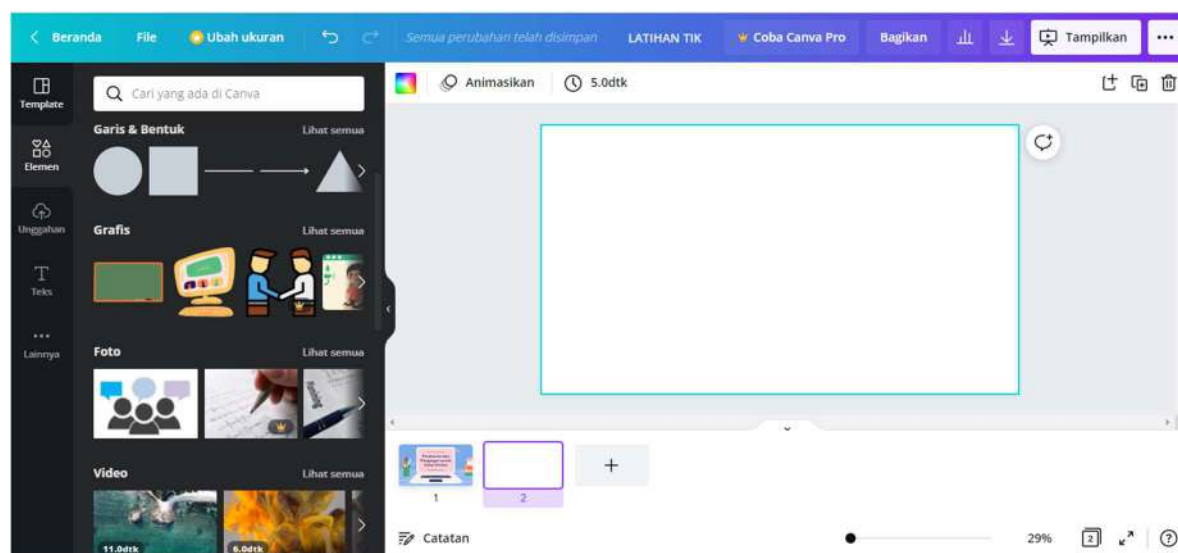 Beranda File Ubah ukuran Semua perubahan telah disimpan LATIHAN TIK Coba Canva Pro Bagikan Tampilkan
Template
Elemen
Unggahan
Teks
Lainnya
Cari yang ada di Canva
Garis & Bentuk Lihat semua
Grafis Lihat semua
Foto Lihat semua
Video Lihat semua
11.0dtk 6.0dtk
Animasikan 5.0dtk
1 2
Catatan 29% 2